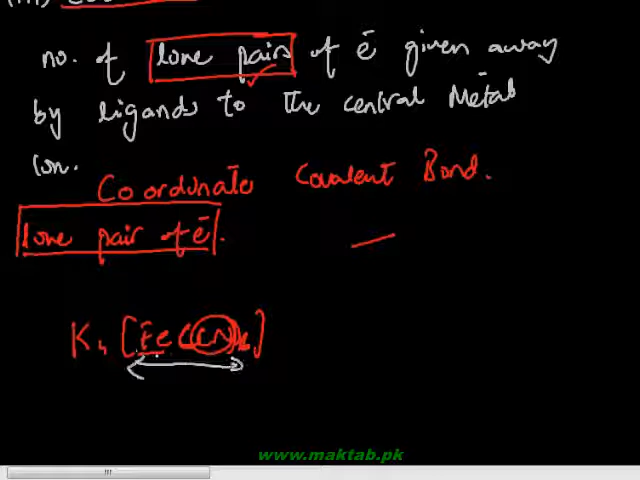 no. of lone pairs of ē given away
by ligands to the central Metal
ion.
Coordinate Covalent Bond.
lone pair of ē.
K₄ [Fe(CN)₆]
www.maktab.pk